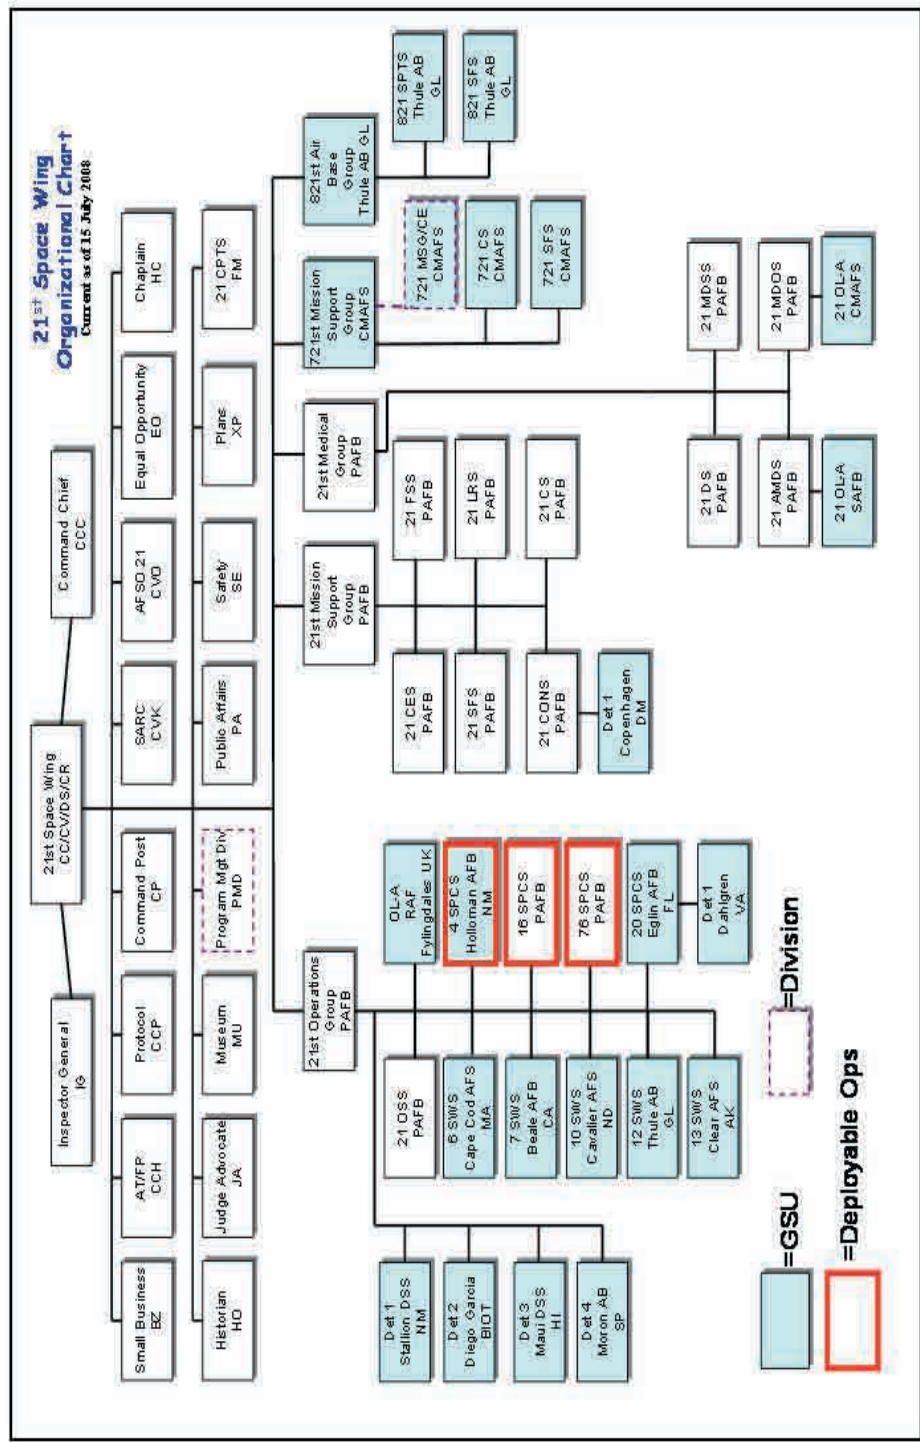 21st Space Wing
Organizational Chart
Current as of 15 July 2008
Inspector General
IG
21st Space Wing
CC/CV/DS/CR
Command Chief
CCC
Small Business
BZ
AT/FP
CCH
Protocol
CCP
Command Post
CP
SARC
CVK
AFSO 21
CVO
Equal Opportunity
EO
Chaplain
HC
Historian
HO
Judge Advocate
JA
Museum
MU
Program Mgt Div
PMD
Public Affairs
PA
Safety
SE
Plans
XP
21 CPTS
FM
21st Operations
Group
PAFB
21st Mission
Support
Group
PAFB
21st Medical
Group
PAFB
721st Mission
Support
Group
CMAFS
821st Air
Base
Group
Thule AB GL
Det 1
Stallion DSS
NM
Det 2
Diego Garcia
BIOT
Det 3
Maui DSS
HI
Det 4
Moron AB
SP
21 OSS
PAFB
6 SWS
Cape Cod AFS
MA
7 SWS
Beale AFB
CA
10 SWS
Cavalier AFS
ND
12 SWS
Thule AB
GL
13 SWS
Clear AFS
AK
OL-A
RAF
Fylingdales UK
4 SPCS
Holloman AFB
NM
16 SPCS
PAFB
76 SPCS
PAFB
20 SPCS
Eglin AFB
FL
Det 1
Dahlgren
VA
21 CES
PAFB
21 SFS
PAFB
21 CONS
PAFB
Det 1
Copenhagen
DM
21 FSS
PAFB
21 LRS
PAFB
21 CS
PAFB
21 DS
PAFB
21 AMDS
PAFB
21 OL-A
SAFB
21 MDSS
PAFB
21 MDOS
PAFB
21 OL-A
CMAFS
721 MSG/CE
CMAFS
721 CS
CMAFS
721 SFS
CMAFS
821 SPTS
Thule AB
GL
821 SFS
Thule AB
GL
=GSU
=Division
=Deployable Ops